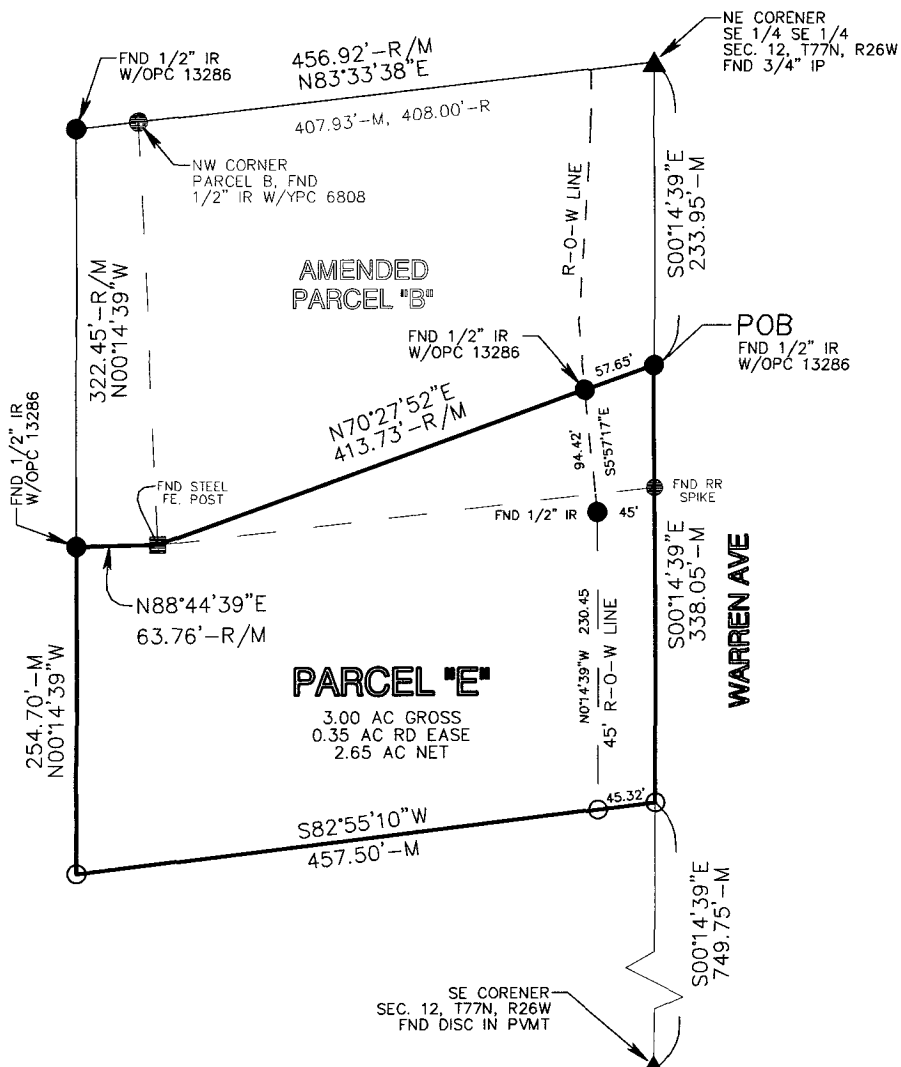 NE CORENER
SE 1/4 SE 1/4
SEC. 12, T77N, R26W
FND 3/4" IP
FND 1/2" IR
W/OPC 13286
456.92'-R/M
N83°33'38"E
407.93'-M, 408.00'-R
NW CORNER
PARCEL B, FND
1/2" IR W/YPC 6808
R-O-W LINE
S00°14'39"E
233.95'-M
322.45'-R/M
N00°14'39"W
AMENDED
PARCEL "B"
FND 1/2" IR
W/OPC 13286
POB
FND 1/2" IR
W/OPC 13286
57.65'
N70°27'52"E
413.73'-R/M
94.42'
S5°57'17"E
FND 1/2" IR
W/OPC 13286
FND STEEL
FE. POST
FND RR
SPIKE
FND 1/2" IR
45'
N88°44'39"E
63.76'-R/M
S00°14'39"E
338.05'-M
WARREN AVE
254.70'-M
N00°14'39"W
PARCEL "E"
3.00 AC GROSS
0.35 AC RD EASE
2.65 AC NET
N0°14'39"W 230.45
45' R-O-W LINE
45.32'
S82°55'10"W
457.50'-M
S00°14'39"E
749.75'-M
SE CORENER
SEC. 12, T77N, R26W
FND DISC IN PVMT